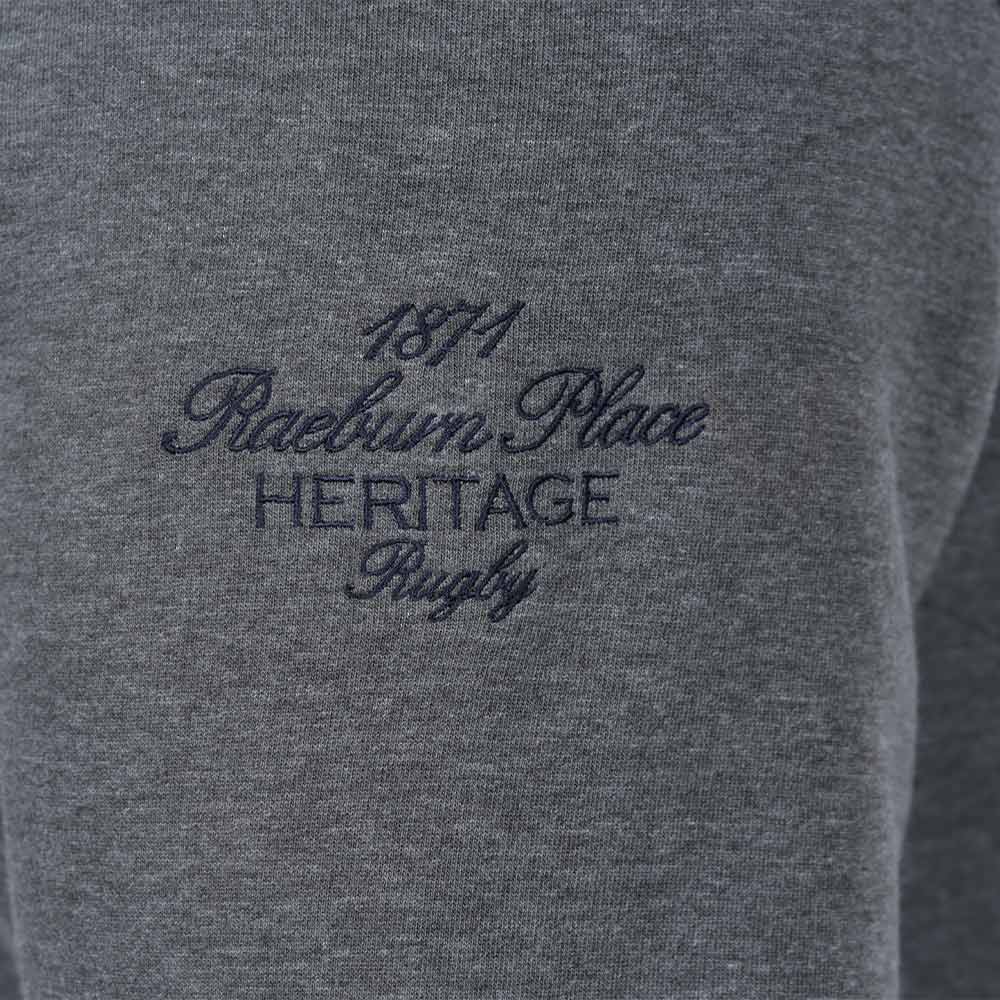 1871
Raeburn Place
HERITAGE
Rugby